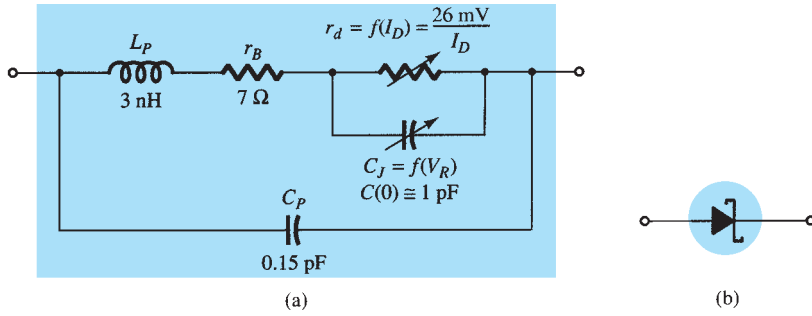 r_d = f(I_D) = 26 mV / I_D
L_P
r_B
3 nH
7 Ω
C_J = f(V_R)
C(0) ≅ 1 pF
C_P
0.15 pF
(a)
(b)